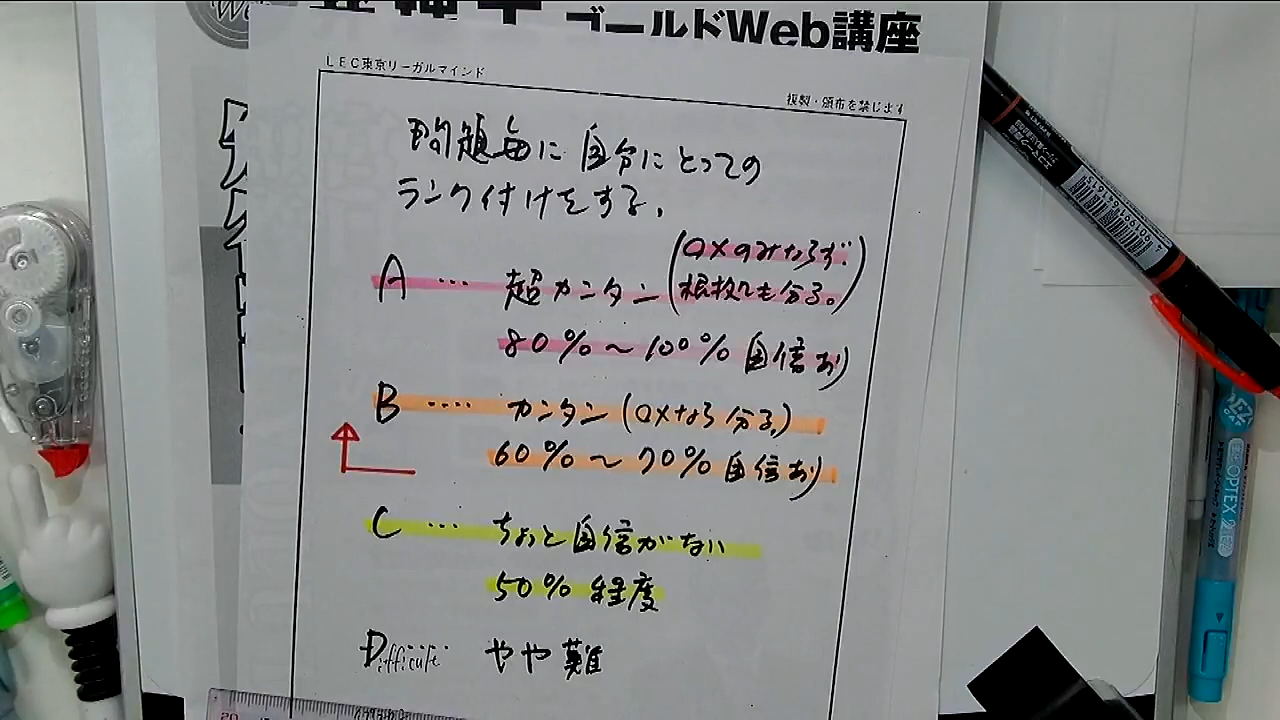 ゴールドWeb講座
LEC東京リーガルマインド
複製・頒布を禁じます
問題毎に自分にとっての
ランク付けをする。
A … 超カンタン (○×のみならず、根拠も分る。)
80%～100%自信あり
B …. カンタン (○×なら分る)
60%～70%自信あり
C … ちょっと自信がない
50%程度
Difficult やや難
OPTEX
20